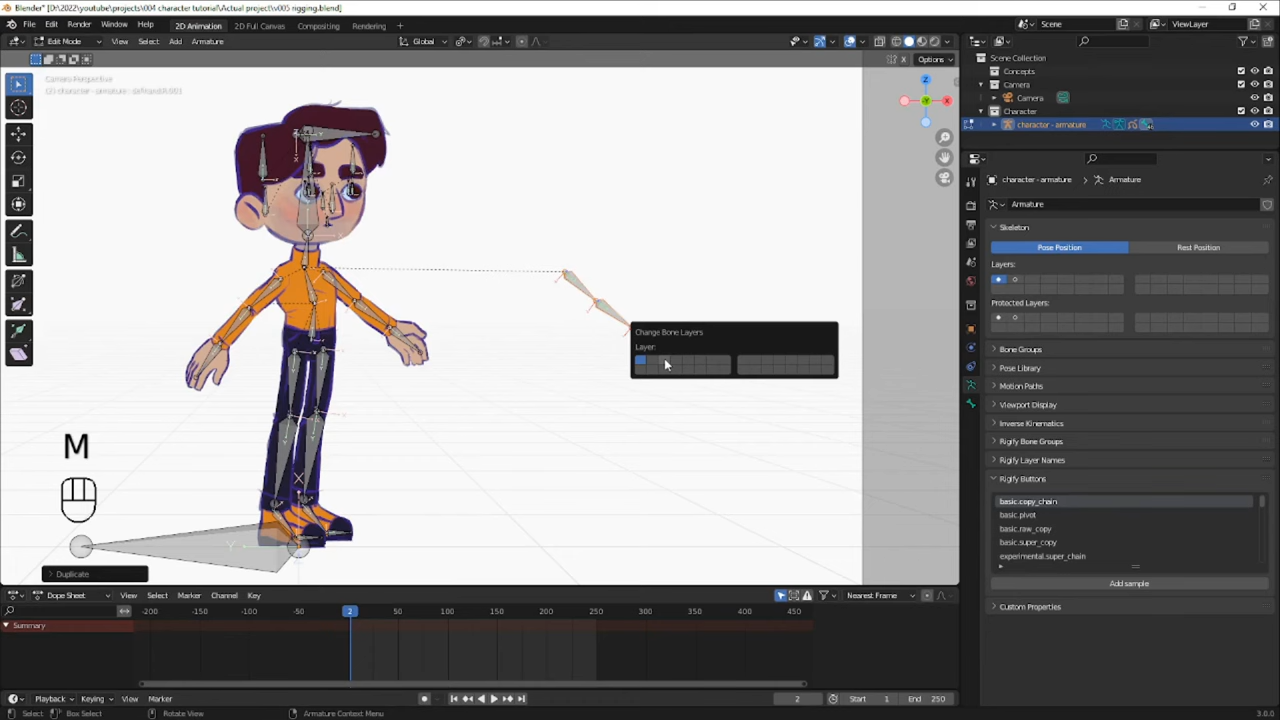 Blender* [D:\2022\youtube\projects\004 character tutorial\Actual project\v005 rigging.blend]
File Edit Render Window Help 2D Animation 2D Full Canvas Compositing Rendering Scene ViewLayer
Edit Mode View Select Add Armature Global
Options
Camera Perspective
Scene Collection
Concepts
Camera
Camera
Character
character - armature
character - armature Armature
Armature
Skeleton
Pose Position Rest Position
Layers:
Protected Layers:
Change Bone Layers
Layer:
Bone Groups
Pose Library
Motion Paths
Viewport Display
Inverse Kinematics
Rigify Bone Groups
Rigify Layer Names
Rigify Buttons
basic.copy_chain
basic.pivot
basic.raw_copy
basic.super_copy
experimental.super_chain
Add sample
Custom Properties
M
X
Y
Z
X
Duplicate
Dope Sheet View Select Marker Channel Key Nearest Frame
-200 -150 -100 -50 2 50 100 150 200 250 300 350 400 450
Summary
Playback Keying View Marker 2 Start 1 End 250
Select Box Select Rotate View Armature Context Menu 3.0.0